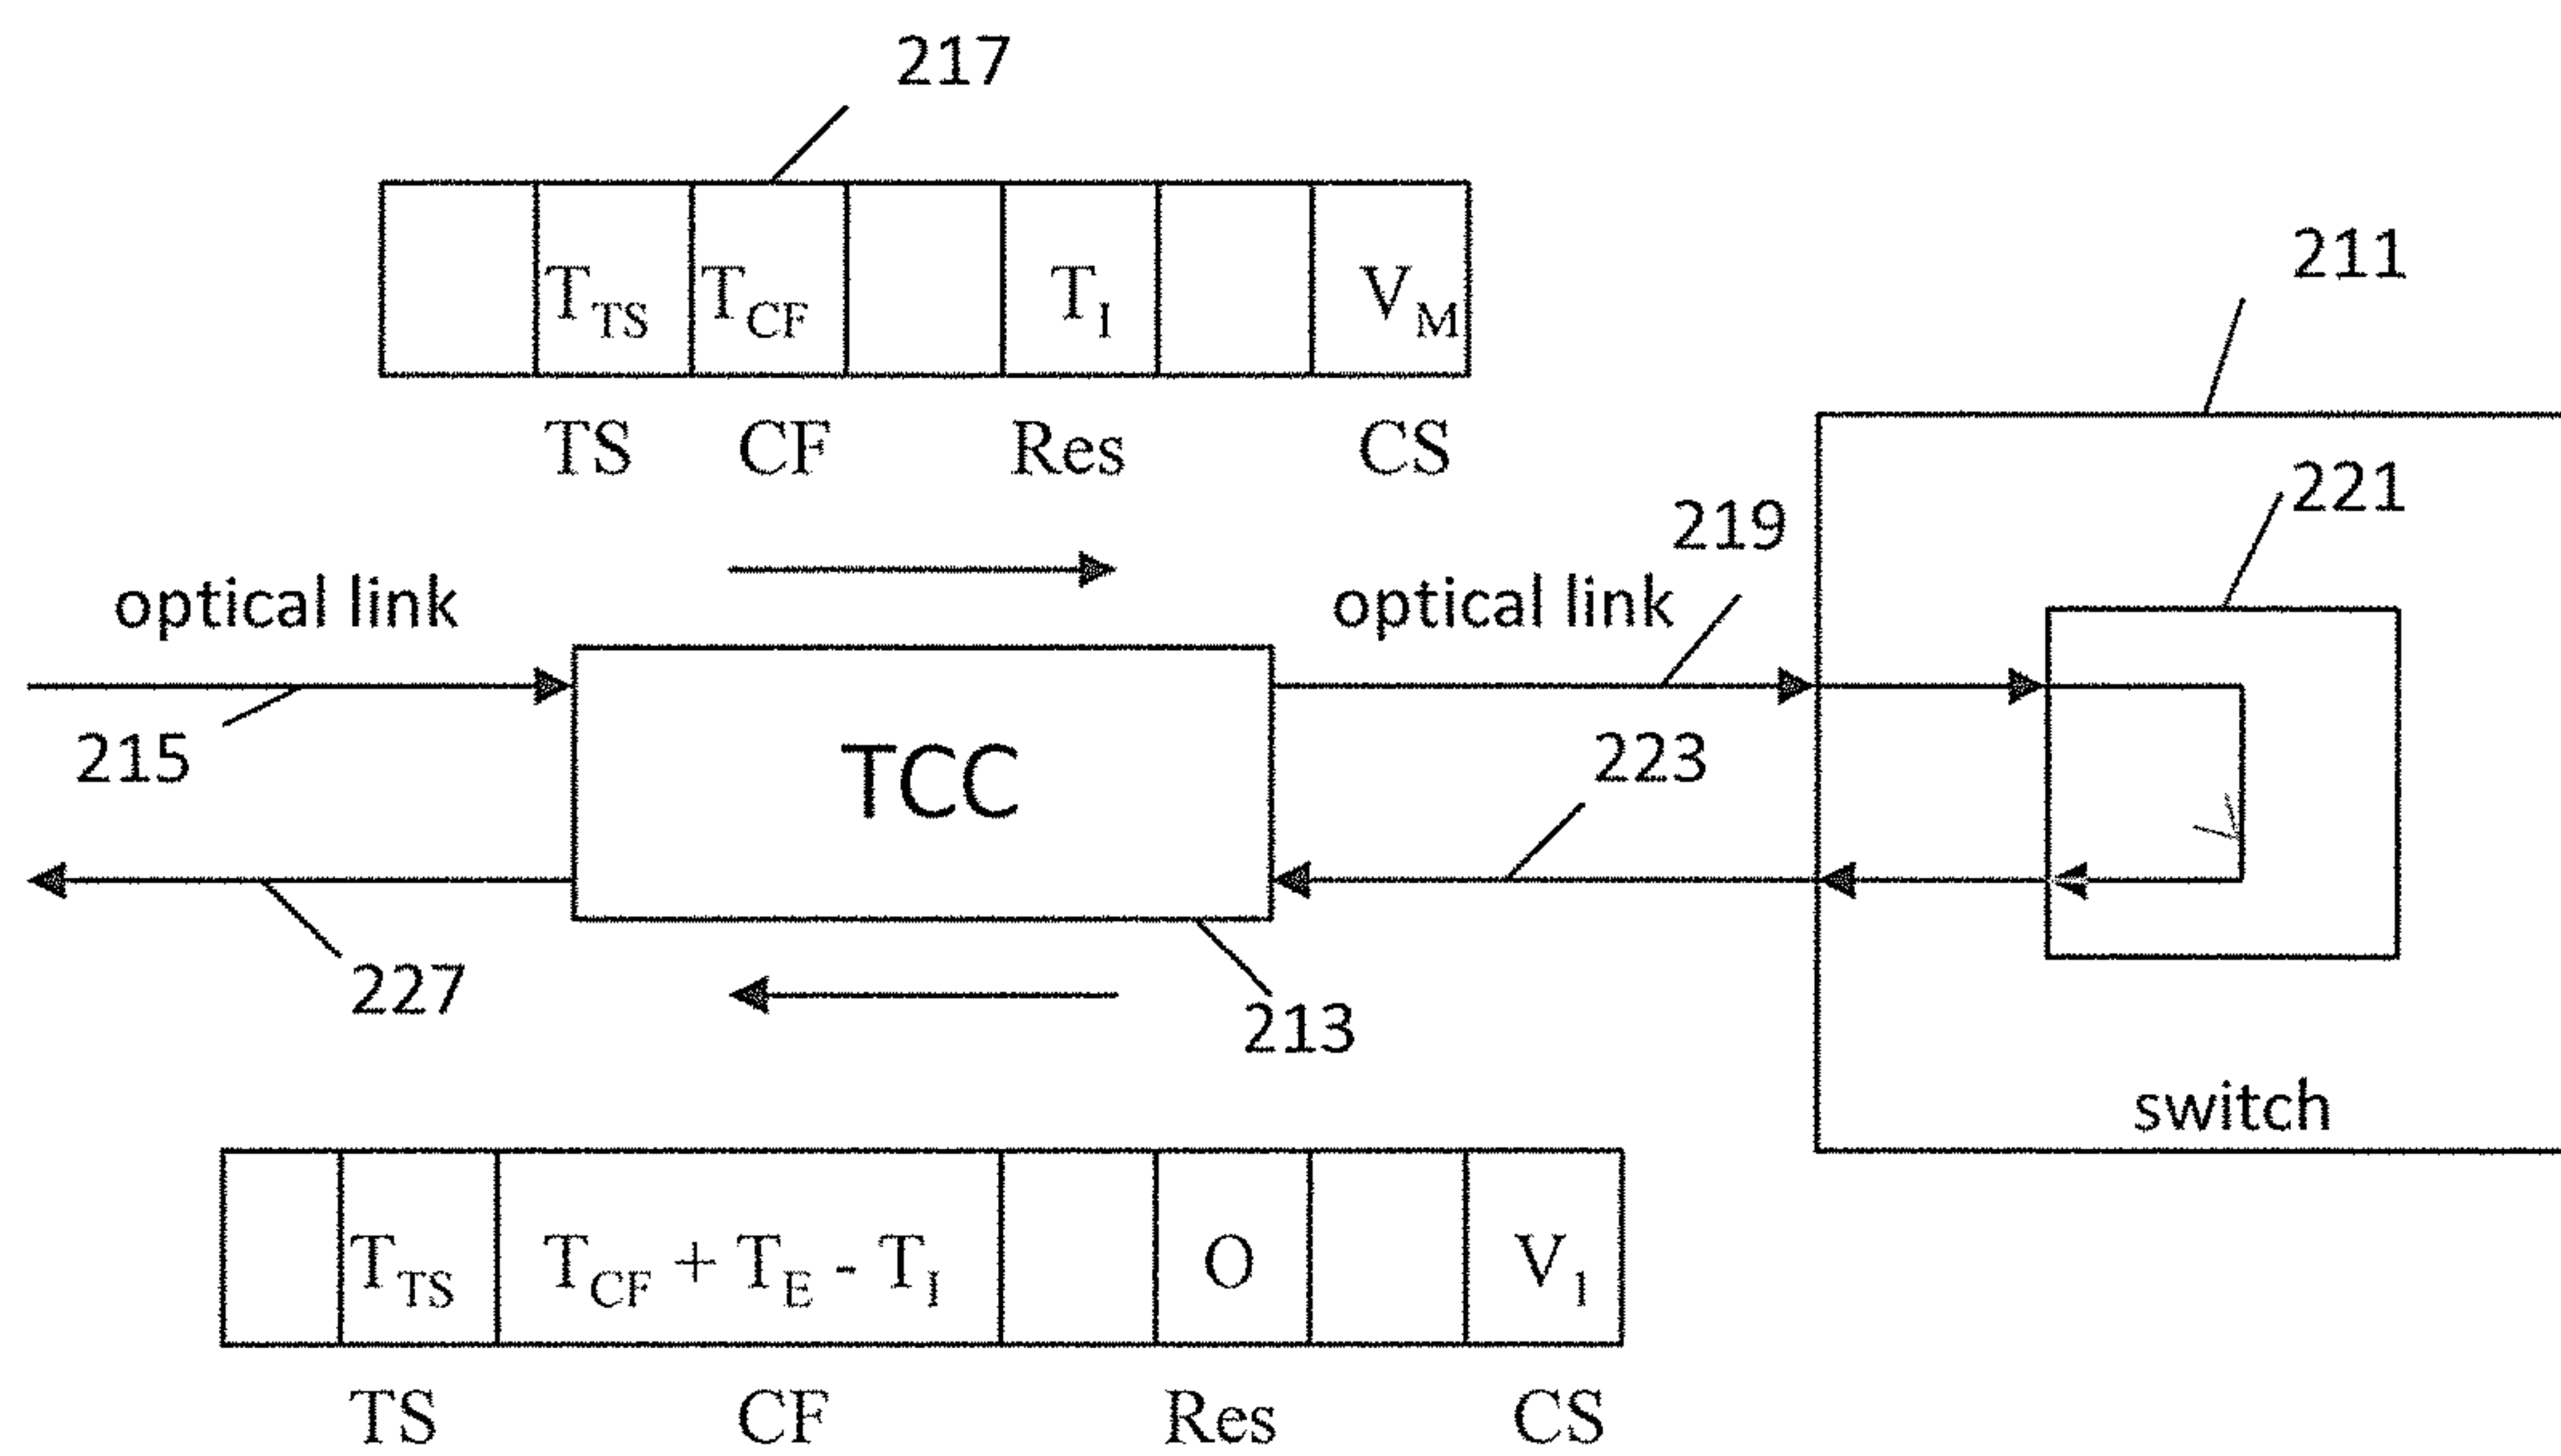 217
T_TS T_CF T_I V_M
TS CF Res CS
211
221
219
optical link
optical link
215
TCC
223
227
213
switch
T_TS T_CF + T_E - T_I O V_1
TS CF Res CS